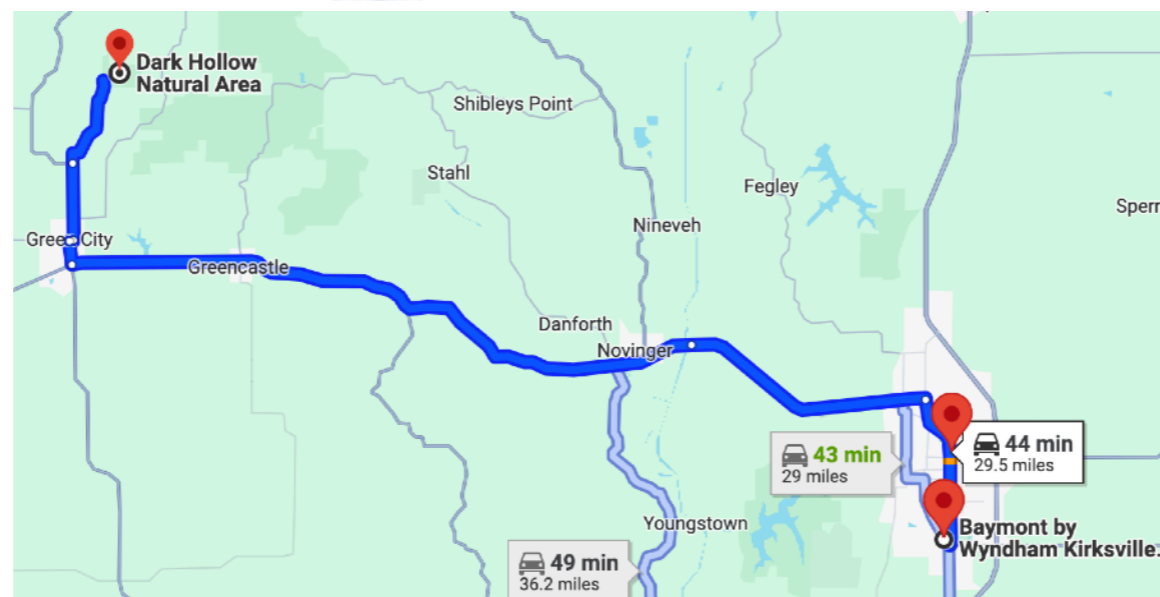 Dark Hollow
Natural Area
Shibleys Point
Stahl
Fegley
Sperr
Nineveh
Green City
Greencastle
Danforth
Novinger
44 min
29.5 miles
43 min
29 miles
Youngstown
Baymont by
Wyndham Kirksville.
49 min
36.2 miles